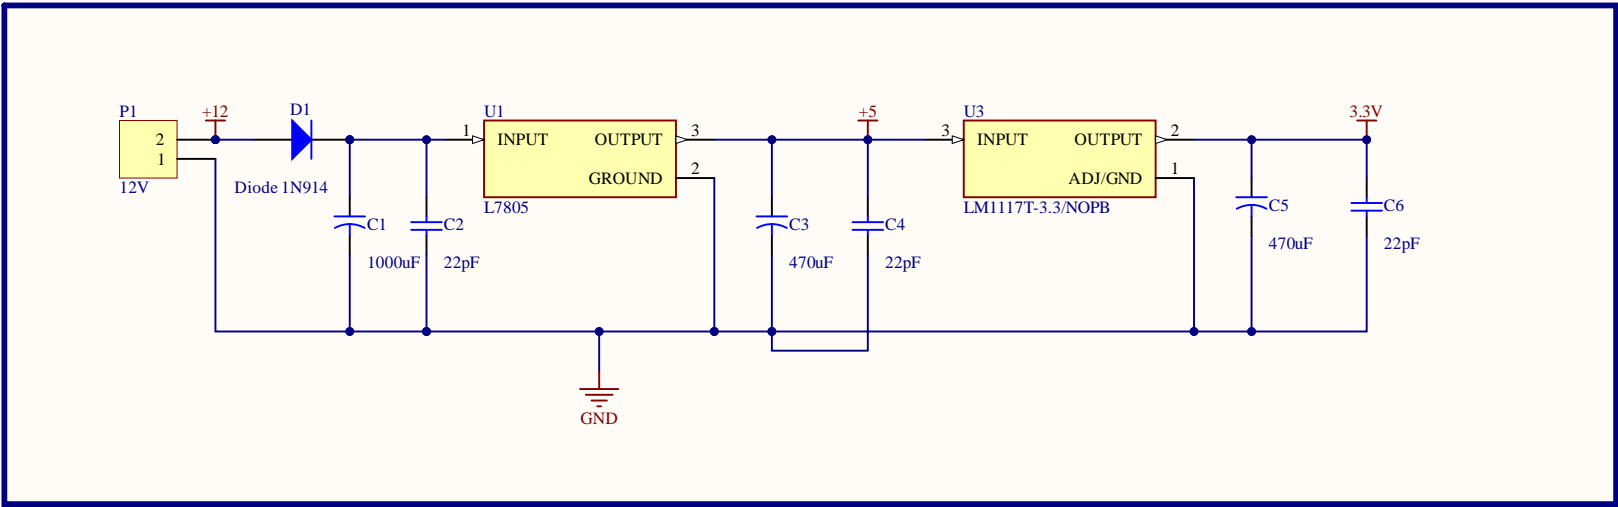 P1
+12
D1
U1
+5
U3
3.3V
2
1
1
INPUT
OUTPUT
3
3
INPUT
OUTPUT
2
GROUND
2
ADJ/GND
1
12V
Diode 1N914
L7805
LM1117T-3.3/NOPB
C1
C2
C3
C4
C5
C6
1000uF
22pF
470uF
22pF
470uF
22pF
GND